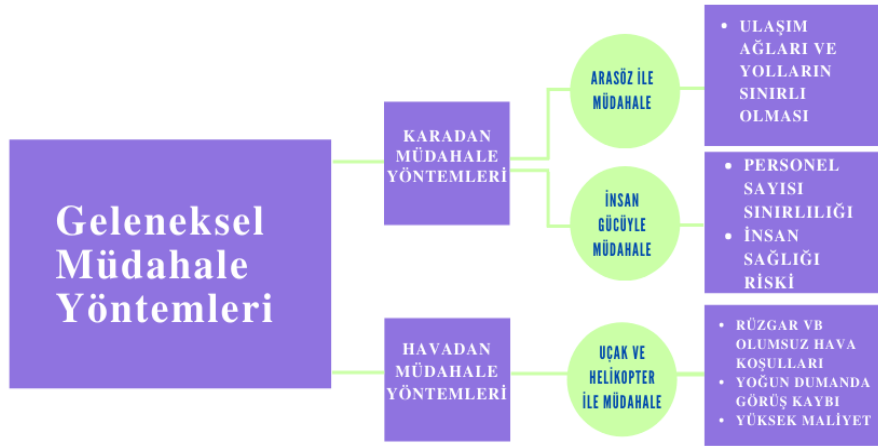 Geleneksel
Müdahale
Yöntemleri
KARADAN
MÜDAHALE
YÖNTEMLERİ
ARASÖZ İLE
MÜDAHALE
• ULAŞIM
AĞLARI VE
YOLLARIN
SINIRLI
OLMASI
İNSAN
GÜCÜYLE
MÜDAHALE
• PERSONEL
SAYISI
SINIRLILIĞI
• İNSAN
SAĞLIĞI
RİSKİ
HAVADAN
MÜDAHALE
YÖNTEMLERİ
UÇAK VE
HELİKOPTER
İLE MÜDAHALE
• RÜZGAR VB
OLUMSUZ HAVA
KOŞULLARI
• YOĞUN DUMANDA
GÖRÜŞ KAYBI
• YÜKSEK MALİYET